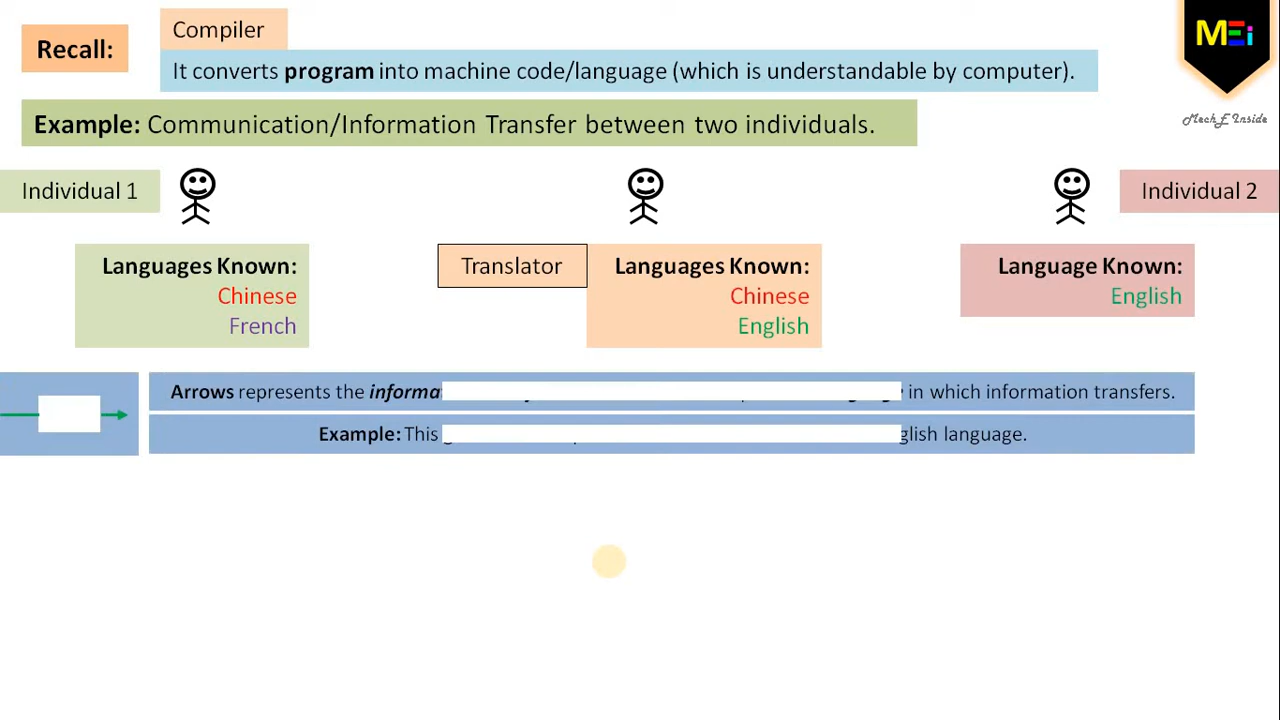 Recall:
Compiler
It converts program into machine code/language (which is understandable by computer).
MEi
Mech E Inside
Example: Communication/Information Transfer between two individuals.
Individual 1
Individual 2
Languages Known:
Chinese
French
Translator
Languages Known:
Chinese
English
Language Known:
English
Arrows represents the in which information transfers.
Example: This language.